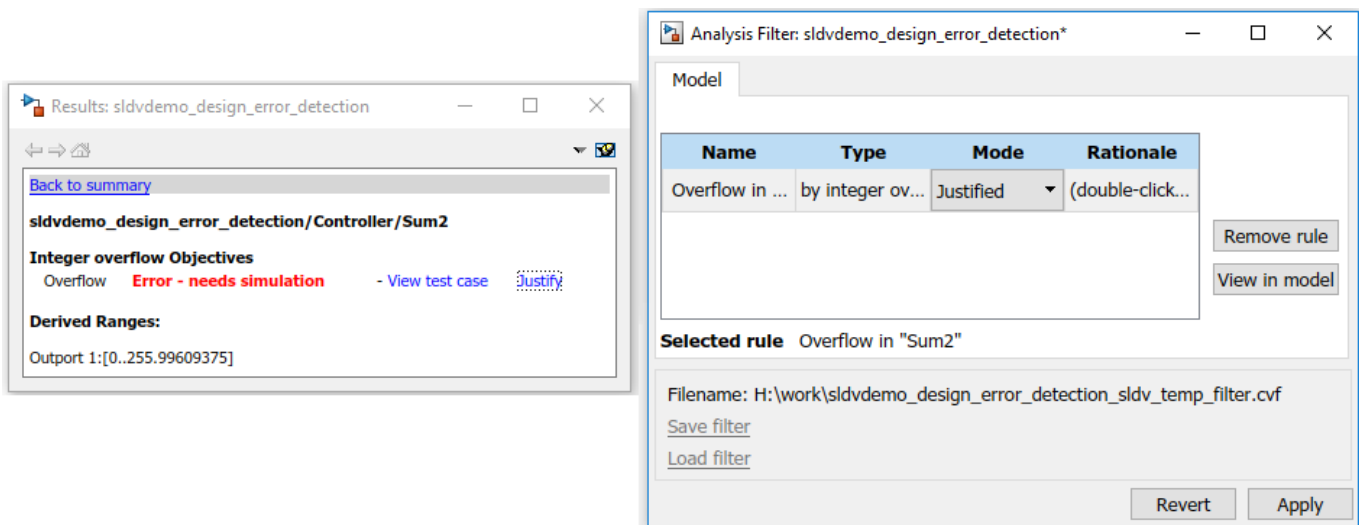 Results: sldvdemo_design_error_detection
Back to summary
sldvdemo_design_error_detection/Controller/Sum2
Integer overflow Objectives
Overflow Error - needs simulation - View test case Justify
Derived Ranges:
Outport 1:[0..255.99609375]
Analysis Filter: sldvdemo_design_error_detection*
Model
Name Type Mode Rationale
Overflow in ... by integer ov... Justified (double-click...
Remove rule
View in model
Selected rule Overflow in "Sum2"
Filename: H:\work\sldvdemo_design_error_detection_sldv_temp_filter.cvf
Save filter
Load filter
Revert Apply